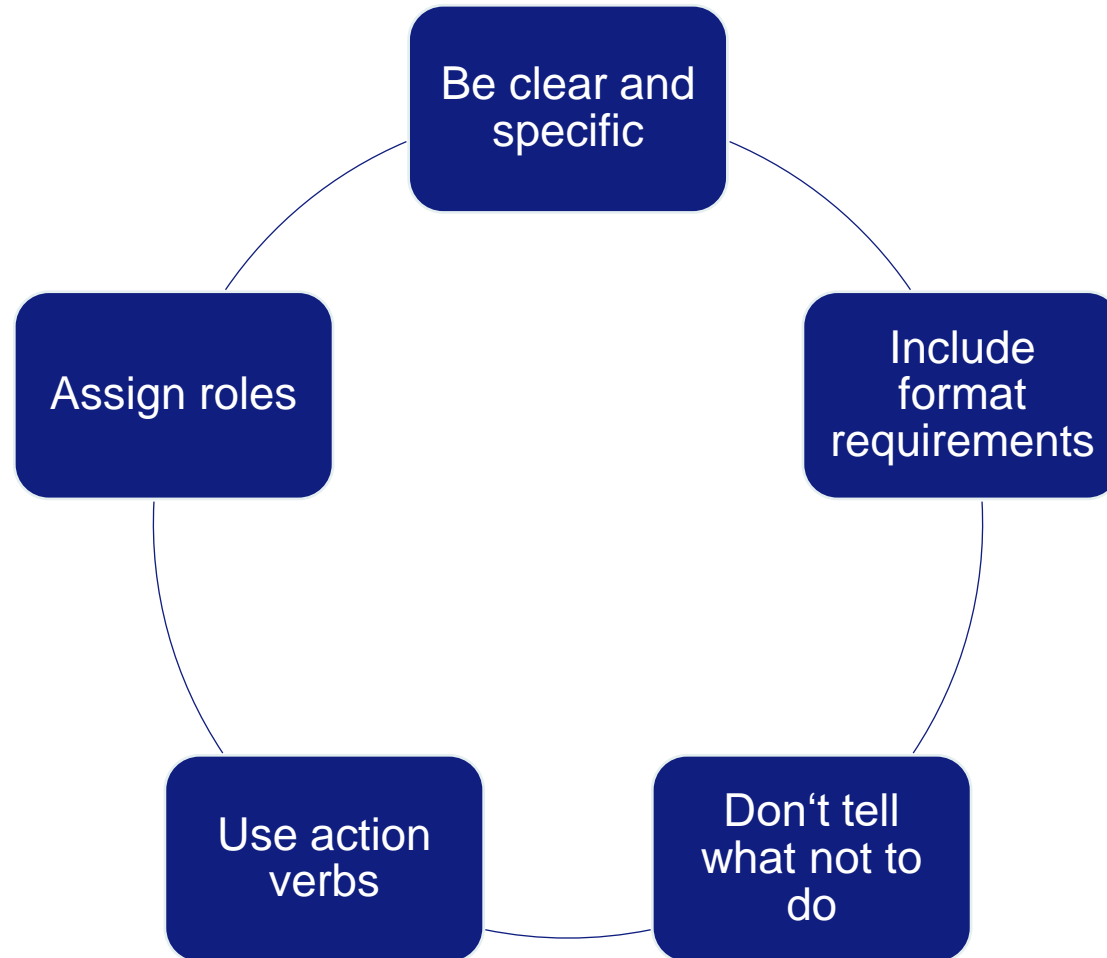 Be clear and
specific
Include
format
requirements
Don‘t tell
what not to
do
Use action
verbs
Assign roles